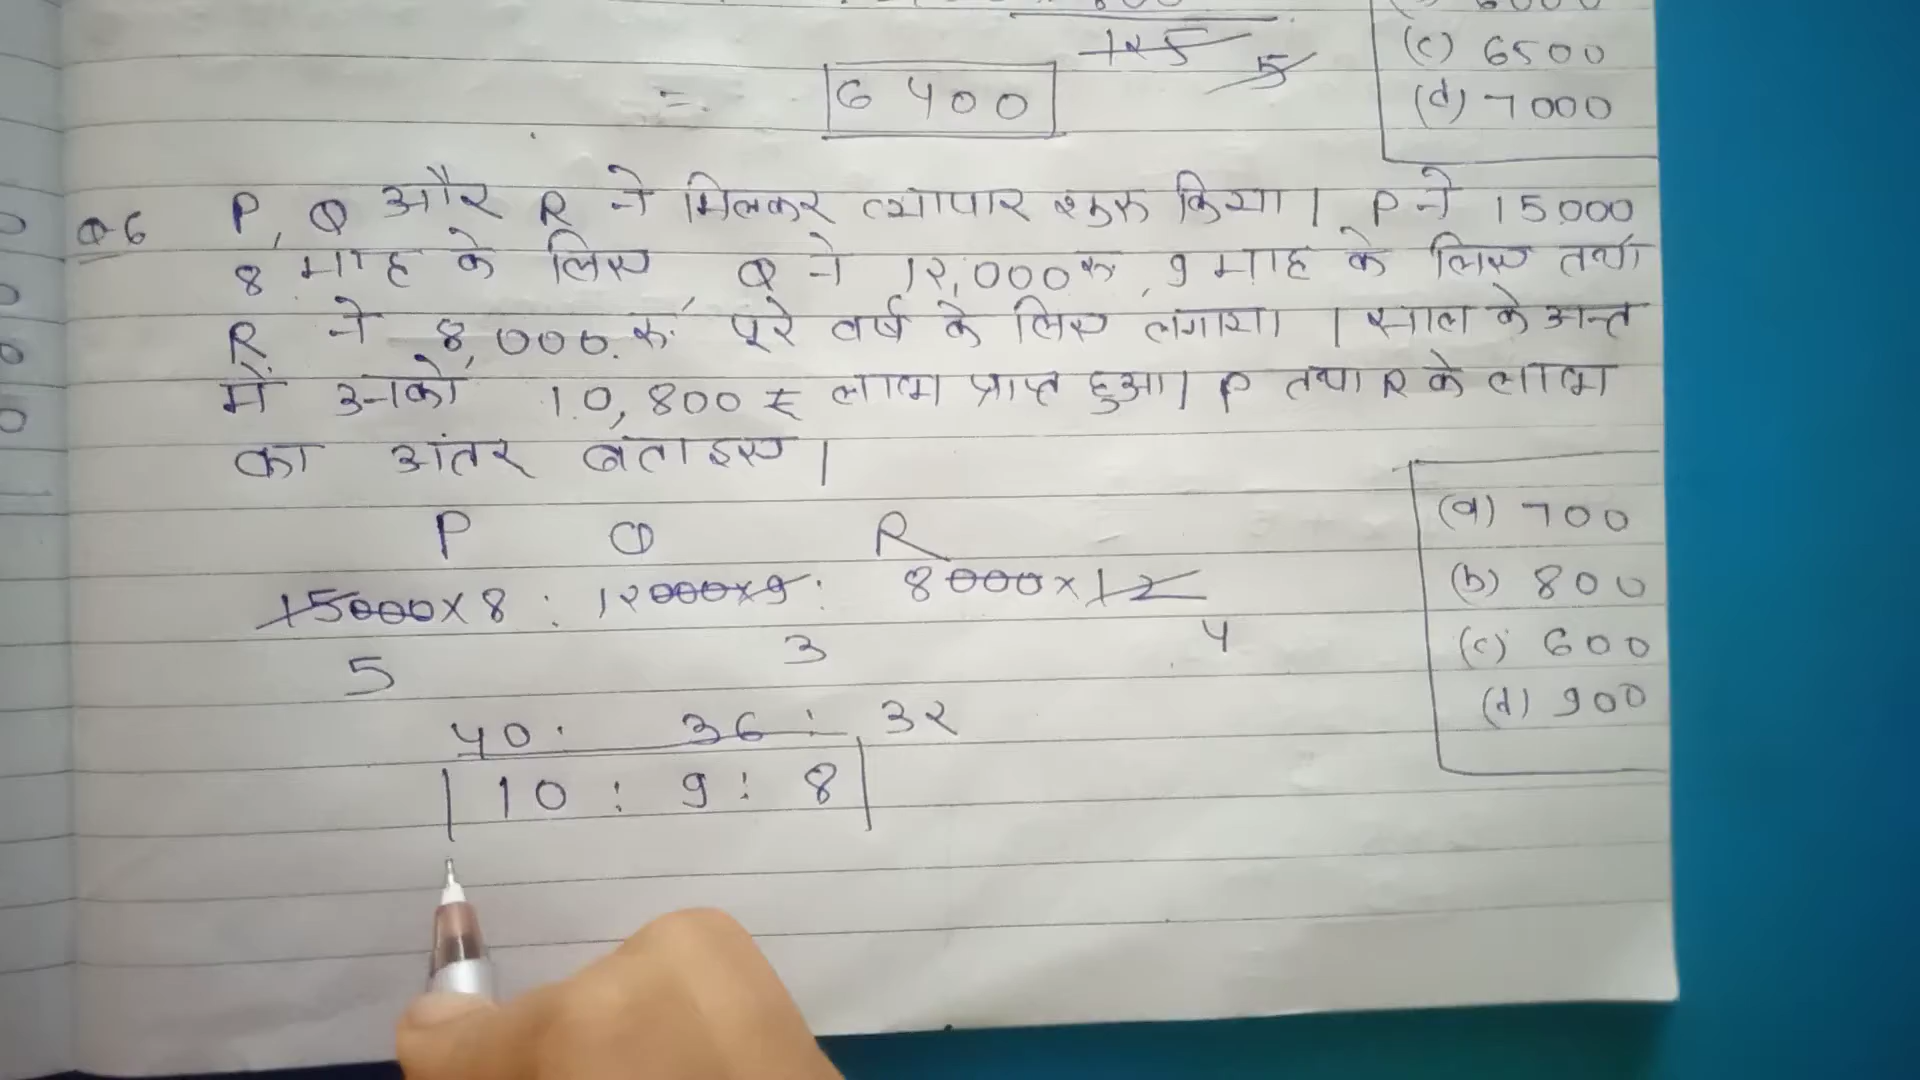 125
5
(c) 6500
= 6400
(d) 7000
Q6 P, Q और R ने मिलकर व्यापार शुरू किया। P ने 15000
8 माह के लिए, Q ने 12,000रू, 9 माह के लिए तथा
R ने 8,000.रू. पूरे वर्ष के लिए लगाया। साल के अन्त
में उनको 10,800 ₹ लाभ प्राप्त हुआ। P तथा R के लाभ
का अंतर बताइए।
P Q R
15000×8 : 12000×9 : 8000×12
5 3 4
40 : 36 : 32
10 : 9 : 8
(a) 700
(b) 800
(c) 600
(d) 900